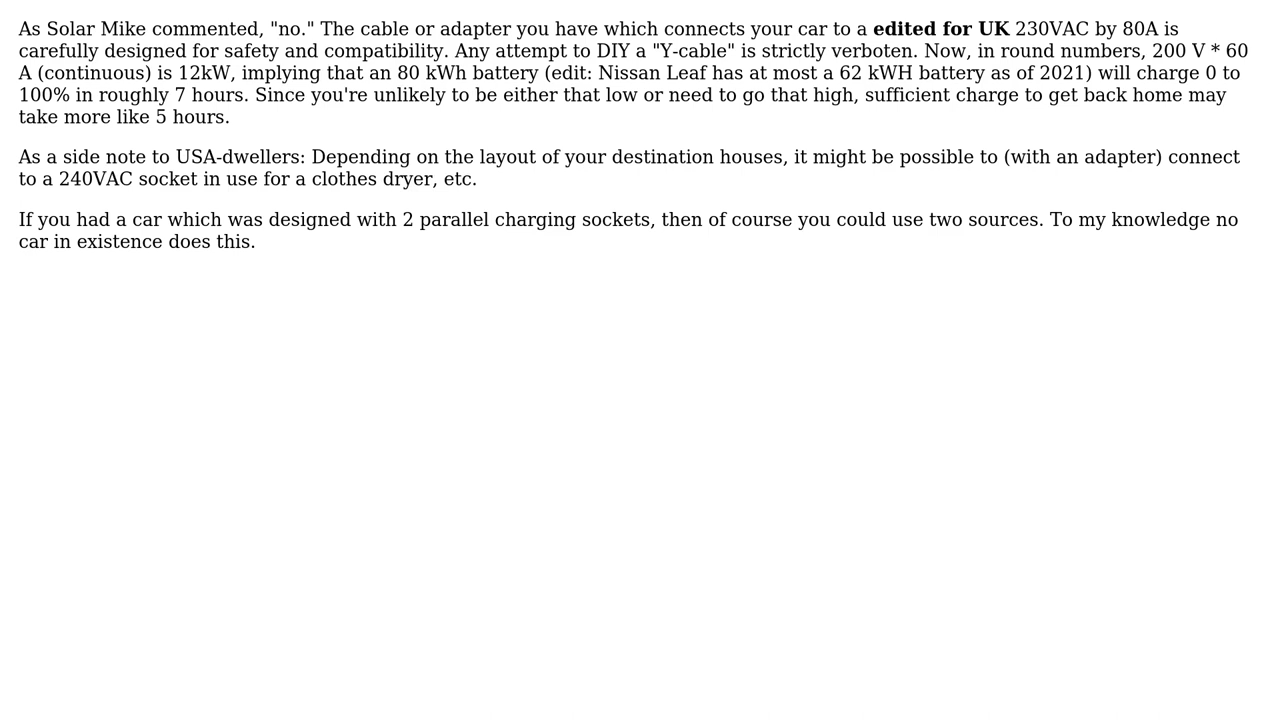 As Solar Mike commented, "no." The cable or adapter you have which connects your car to a edited for UK 230VAC by 80A is
carefully designed for safety and compatibility. Any attempt to DIY a "Y-cable" is strictly verboten. Now, in round numbers, 200 V * 60
A (continuous) is 12kW, implying that an 80 kWh battery (edit: Nissan Leaf has at most a 62 kWH battery as of 2021) will charge 0 to
100% in roughly 7 hours. Since you're unlikely to be either that low or need to go that high, sufficient charge to get back home may
take more like 5 hours.
As a side note to USA-dwellers: Depending on the layout of your destination houses, it might be possible to (with an adapter) connect
to a 240VAC socket in use for a clothes dryer, etc.
If you had a car which was designed with 2 parallel charging sockets, then of course you could use two sources. To my knowledge no
car in existence does this.